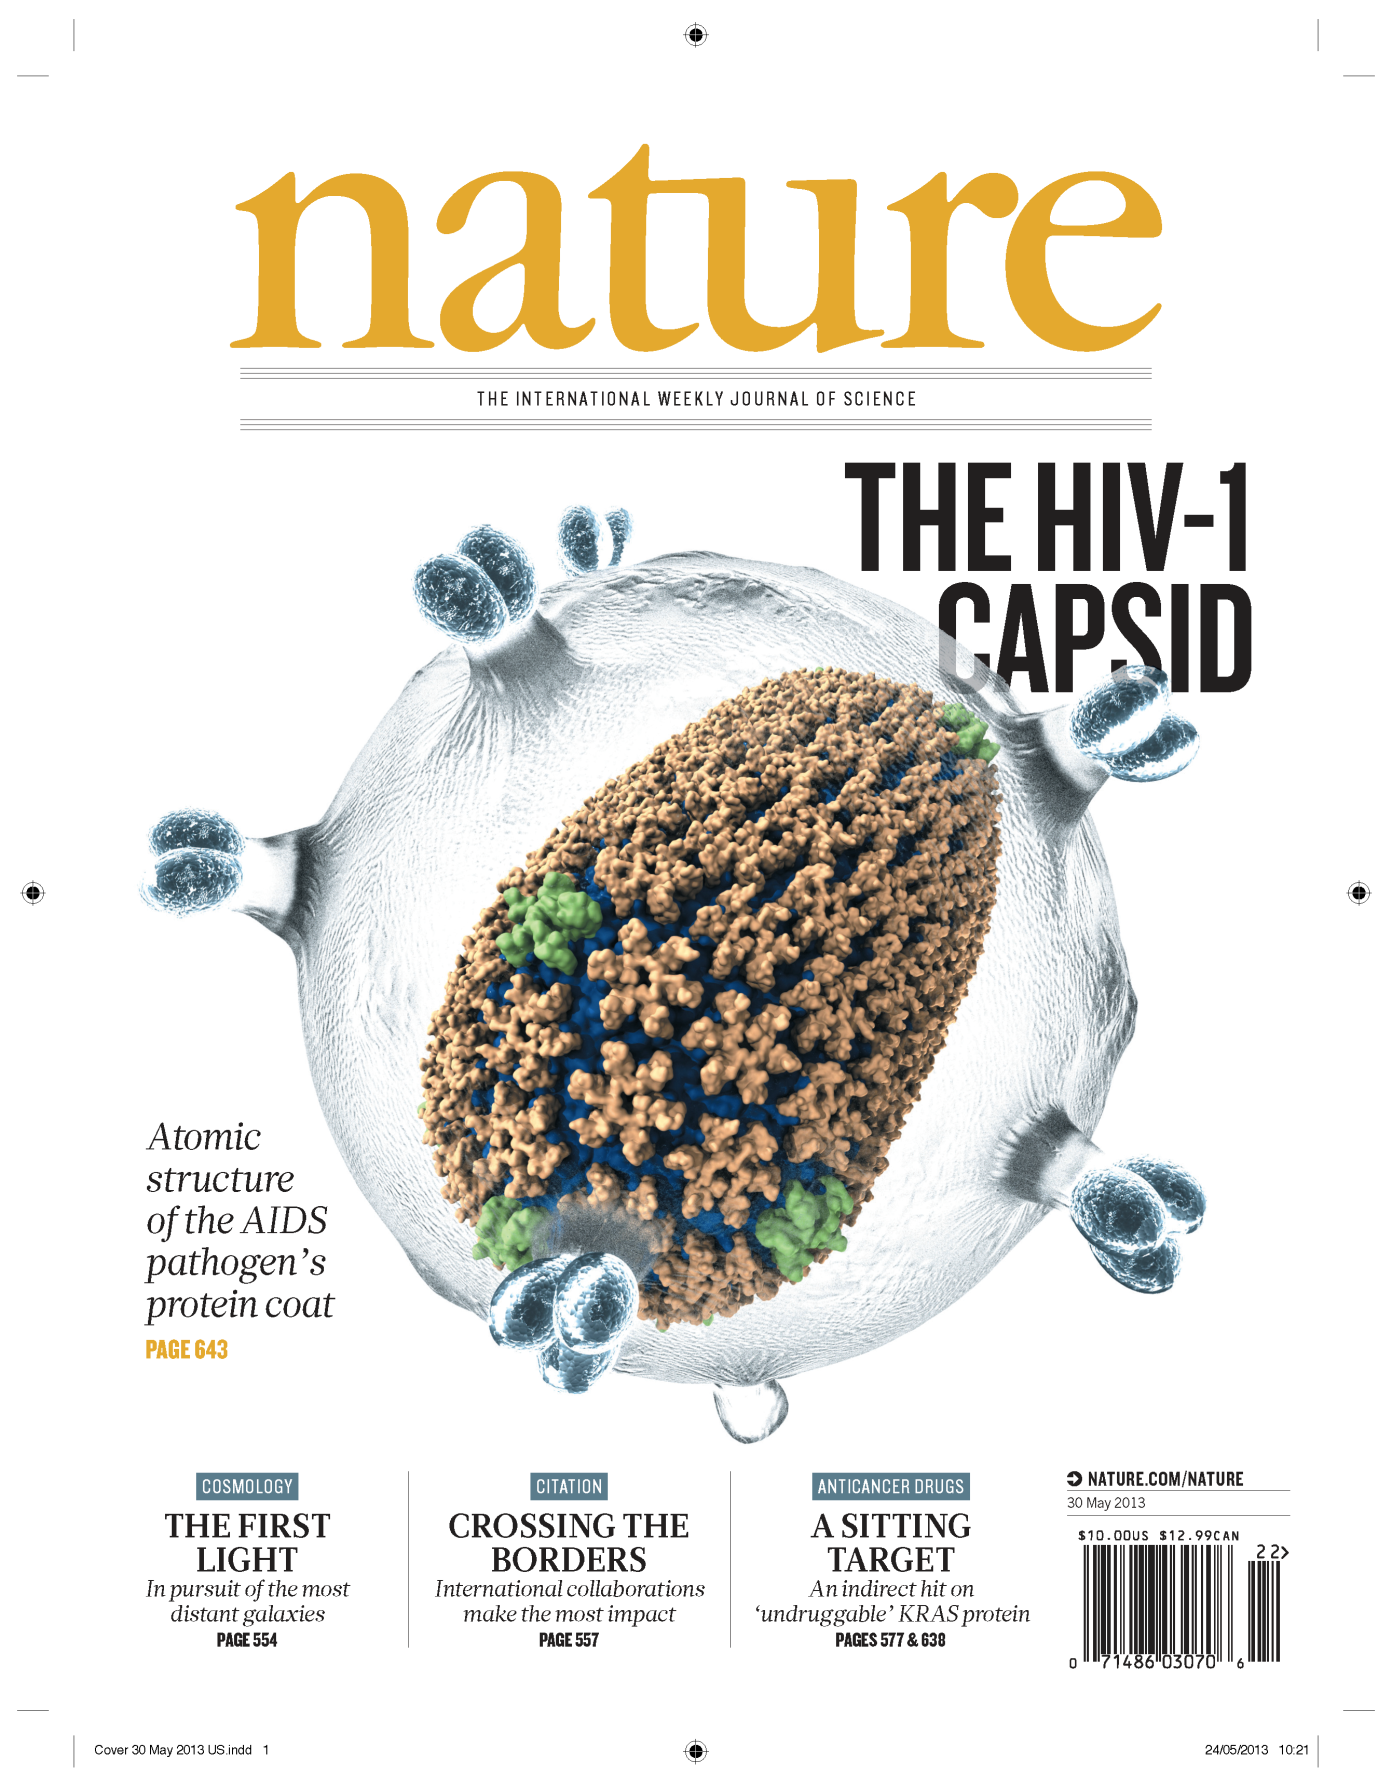 nature
THE INTERNATIONAL WEEKLY JOURNAL OF SCIENCE
THE HIV-1
CAPSID
Atomic
structure
of the AIDS
pathogen's
protein coat
PAGE 643
COSMOLOGY
THE FIRST
LIGHT
In pursuit of the most
distant galaxies
PAGE 554
CITATION
CROSSING THE
BORDERS
International collaborations
make the most impact
PAGE 557
ANTICANCER DRUGS
A SITTING
TARGET
An indirect hit on
‘undruggable’ KRAS protein
PAGES 577 & 638
NATURE.COM/NATURE
30 May 2013
$10.00US $12.99CAN
22>
0 71486 03070 6
Cover 30 May 2013 US.indd 1
24/05/2013 10:21